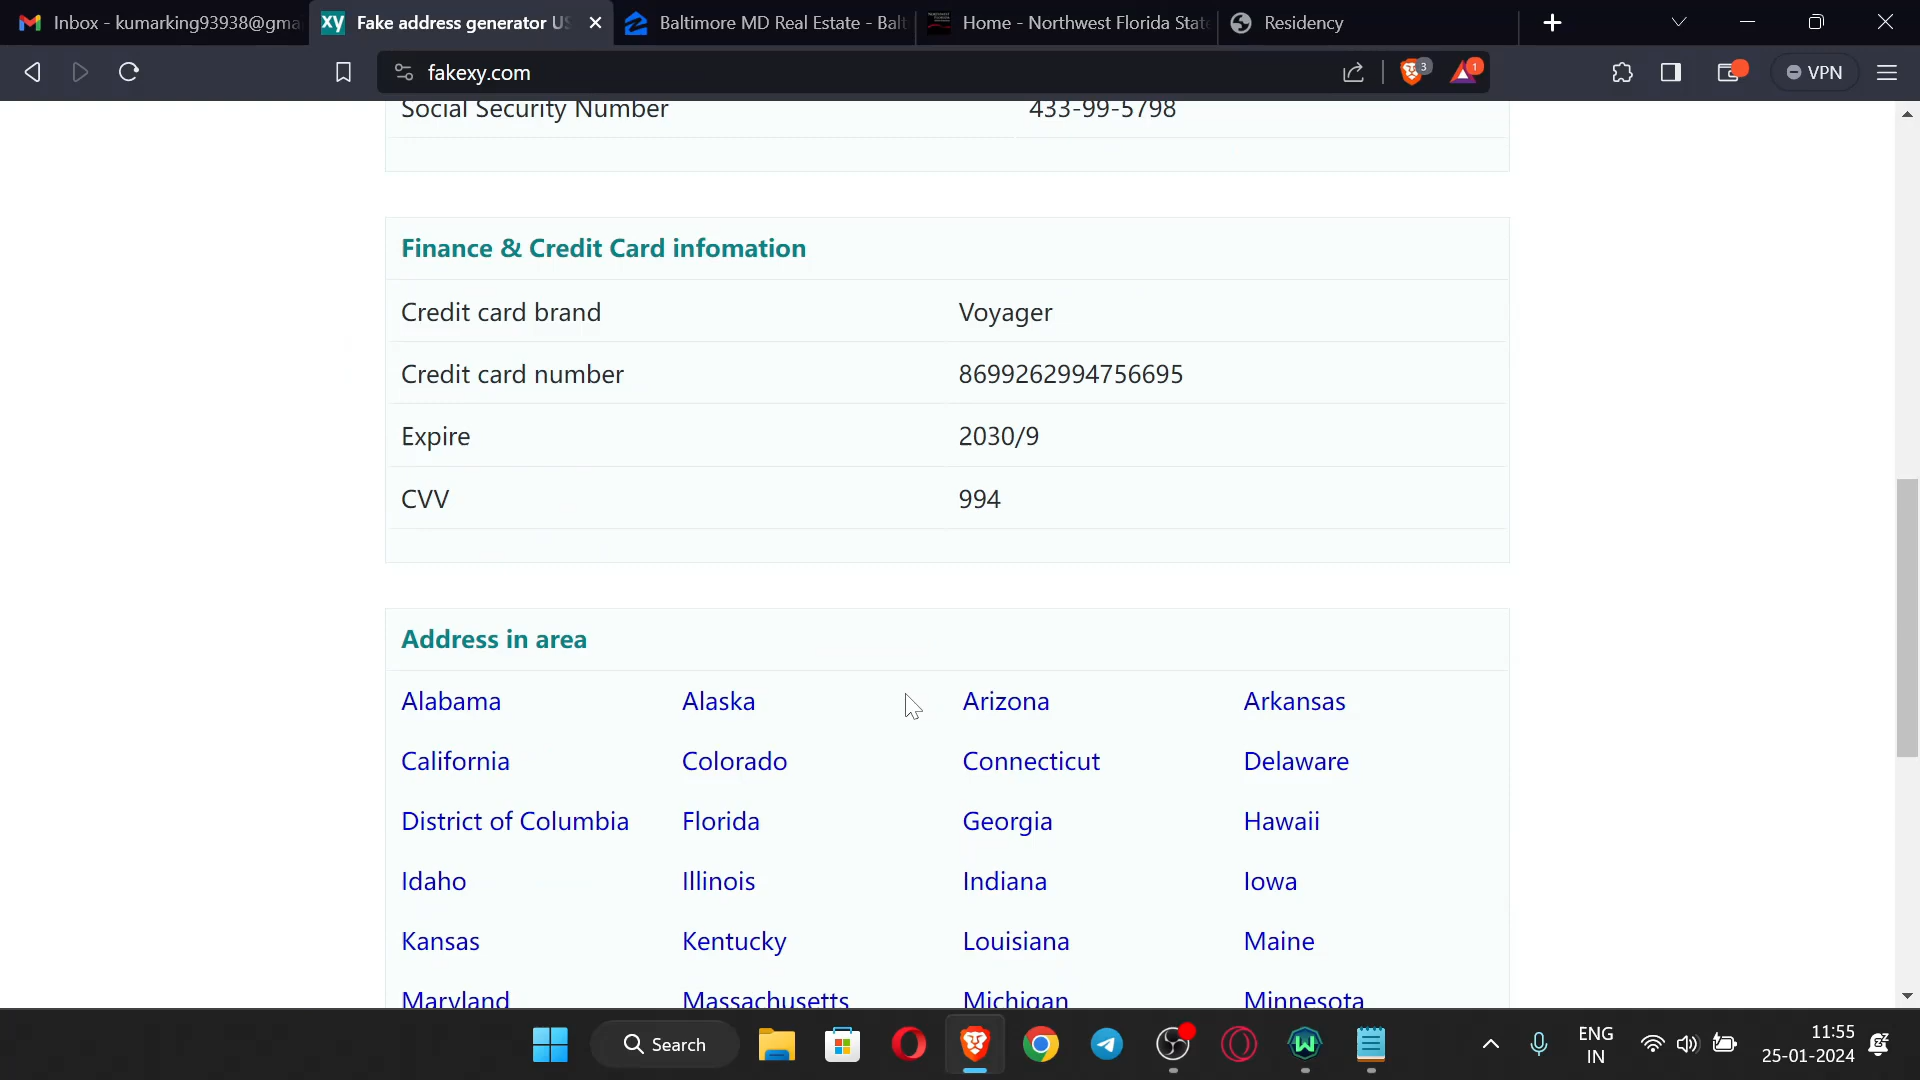 Inbox - kumarking93938@gma
Fake address generator US
Baltimore MD Real Estate - Balt
Home - Northwest Florida State
Residency
fakexy.com
3
1
VPN
Social Security Number 433-99-5798
Finance & Credit Card infomation
Credit card brand Voyager
Credit card number 8699262994756695
Expire 2030/9
CVV 994
Address in area
Alabama Alaska Arizona Arkansas
California Colorado Connecticut Delaware
District of Columbia Florida Georgia Hawaii
Idaho Illinois Indiana Iowa
Kansas Kentucky Louisiana Maine
Maryland Massachusetts Michigan Minnesota
Search
ENG
IN
11:55
25-01-2024